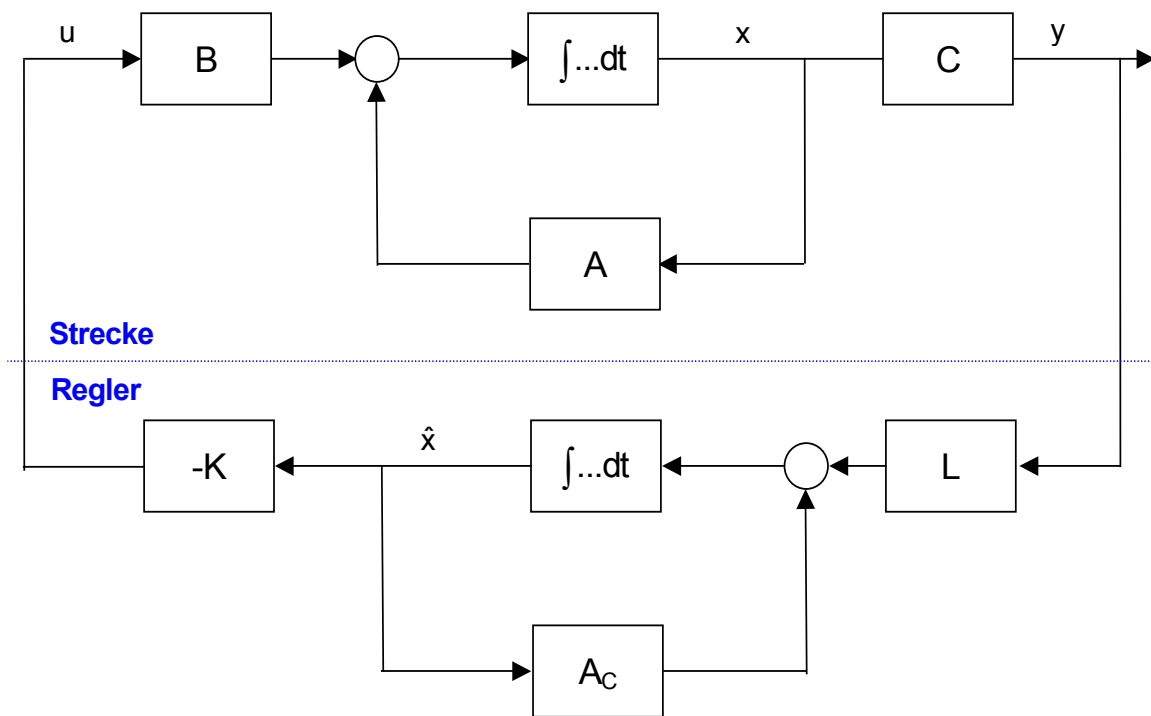 u
B
∫...dt
x
C
y
A
Strecke
Regler
-K
x̂
∫...dt
L
A_C